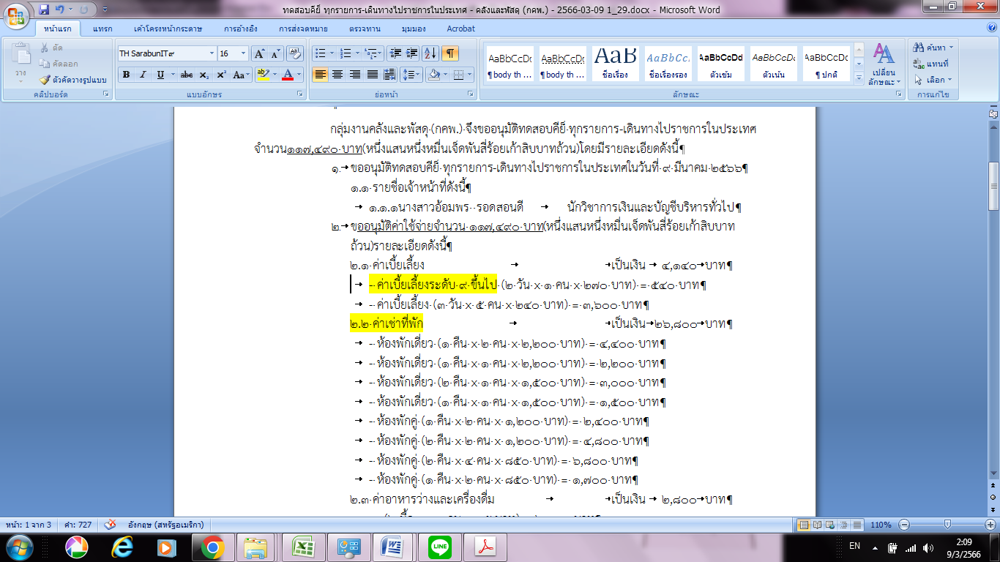 ทดสอบคีย์ ทุกรายการ-เดินทางไปราชการในประเทศ - คลังและพัสดุ (กคพ.) - 2566-03-09 1_29.docx - Microsoft Word
หน้าแรก แทรก เค้าโครงหน้ากระดาษ การอ้างอิง การส่งจดหมาย ตรวจทาน มุมมอง Acrobat
วาง ตัด คัดลอก ตัวคัดวางรูปแบบ
TH SarabunIT๙ 16
AaBbCcDc AaBbCcDc AaB AaBbCc. AaBbCcDd AaBbCcDd AaBbCcDd
¶ body th ... ¶ body th ... ชื่อเรื่อง ชื่อเรื่องรอง ตัวเข้ม ตัวเน้น ¶ ปกติ
เปลี่ยนลักษณะ ค้นหา แทนที่ เลือก
คลิปบอร์ด แบบอักษร ย่อหน้า ลักษณะ การแก้ไข
กลุ่มงานคลังและพัสดุ (กคพ.) จึงขออนุมัติทดสอบคีย์ ทุกรายการ-เดินทางไปราชการในประเทศ
จำนวน๑๑๗,๔๙๐ บาท(หนึ่งแสนหนึ่งหมื่นเจ็ดพันสี่ร้อยเก้าสิบบาทถ้วน)โดยมีรายละเอียดดังนี้¶
๑. ขออนุมัติทดสอบคีย์ ทุกรายการ-เดินทางไปราชการในประเทศในวันที่ ๙ มีนาคม ๒๕๖๖¶
๑.๑ รายชื่อเจ้าหน้าที่ดังนี้¶
๑.๑.๑นางสาวอ้อมพร รอดสอนดี นักวิชาการเงินและบัญชีบริหารทั่วไป¶
๒. ขออนุมัติค่าใช้จ่ายจำนวน ๑๑๗,๔๙๐ บาท(หนึ่งแสนหนึ่งหมื่นเจ็ดพันสี่ร้อยเก้าสิบบาท
ถ้วน)รายละเอียดดังนี้¶
๒.๑ ค่าเบี้ยเลี้ยง เป็นเงิน ๔,๑๔๐ บาท¶
- ค่าเบี้ยเลี้ยงระดับ ๙ ขึ้นไป (๒ วัน x ๑ คน x ๒๗๐ บาท) = ๕๔๐ บาท¶
- ค่าเบี้ยเลี้ยง (๓ วัน x ๕ คน x ๒๔๐ บาท) = ๓,๖๐๐ บาท¶
๒.๒ ค่าเช่าที่พัก เป็นเงิน ๒๖,๘๐๐ บาท¶
- ห้องพักเดี่ยว (๑ คืน x ๒ คน x ๒,๒๐๐ บาท) = ๔,๔๐๐ บาท¶
- ห้องพักเดี่ยว (๑ คืน x ๑ คน x ๒,๒๐๐ บาท) = ๒,๒๐๐ บาท¶
- ห้องพักเดี่ยว (๒ คืน x ๑ คน x ๑,๕๐๐ บาท) = ๓,๐๐๐ บาท¶
- ห้องพักเดี่ยว (๑ คืน x ๑ คน x ๑,๕๐๐ บาท) = ๑,๕๐๐ บาท¶
- ห้องพักคู่ (๑ คืน x ๒ คน x ๑,๒๐๐ บาท) = ๒,๔๐๐ บาท¶
- ห้องพักคู่ (๒ คืน x ๒ คน x ๑,๒๐๐ บาท) = ๔,๘๐๐ บาท¶
- ห้องพักคู่ (๒ คืน x ๔ คน x ๘๕๐ บาท) = ๖,๘๐๐ บาท¶
- ห้องพักคู่ (๑ คืน x ๒ คน x ๘๕๐ บาท) = ๑,๗๐๐ บาท¶
๒.๓ ค่าอาหารว่างและเครื่องดื่ม เป็นเงิน ๒,๘๐๐ บาท¶
หน้า: 1 จาก 3 คำ: 727 อังกฤษ (สหรัฐอเมริกา) 110%
LINE EN 2:09
9/3/2566